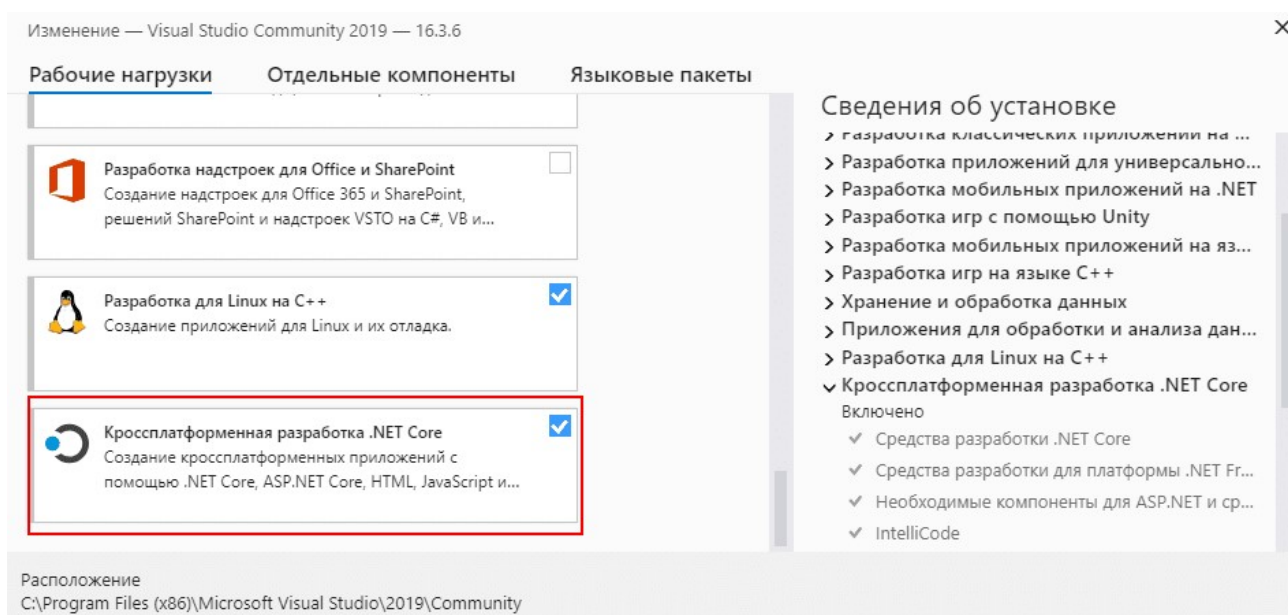 Изменение — Visual Studio Community 2019 — 16.3.6
Рабочие нагрузки
Отдельные компоненты
Языковые пакеты
Разработка надстроек для Office и SharePoint
Создание надстроек для Office 365 и SharePoint,
решений SharePoint и надстроек VSTO на C#, VB и...
Разработка для Linux на C++
Создание приложений для Linux и их отладка.
Кроссплатформенная разработка .NET Core
Создание кроссплатформенных приложений с
помощью .NET Core, ASP.NET Core, HTML, JavaScript и...
Сведения об установке
Разработка классических приложений на ...
Разработка приложений для универсально...
Разработка мобильных приложений на .NET
Разработка игр с помощью Unity
Разработка мобильных приложений на яз...
Разработка игр на языке C++
Хранение и обработка данных
Приложения для обработки и анализа дан...
Разработка для Linux на C++
Кроссплатформенная разработка .NET Core
Включено
Средства разработки .NET Core
Средства разработки для платформы .NET Fr...
Необходимые компоненты для ASP.NET и ср...
IntelliCode
Расположение
C:\Program Files (x86)\Microsoft Visual Studio\2019\Community